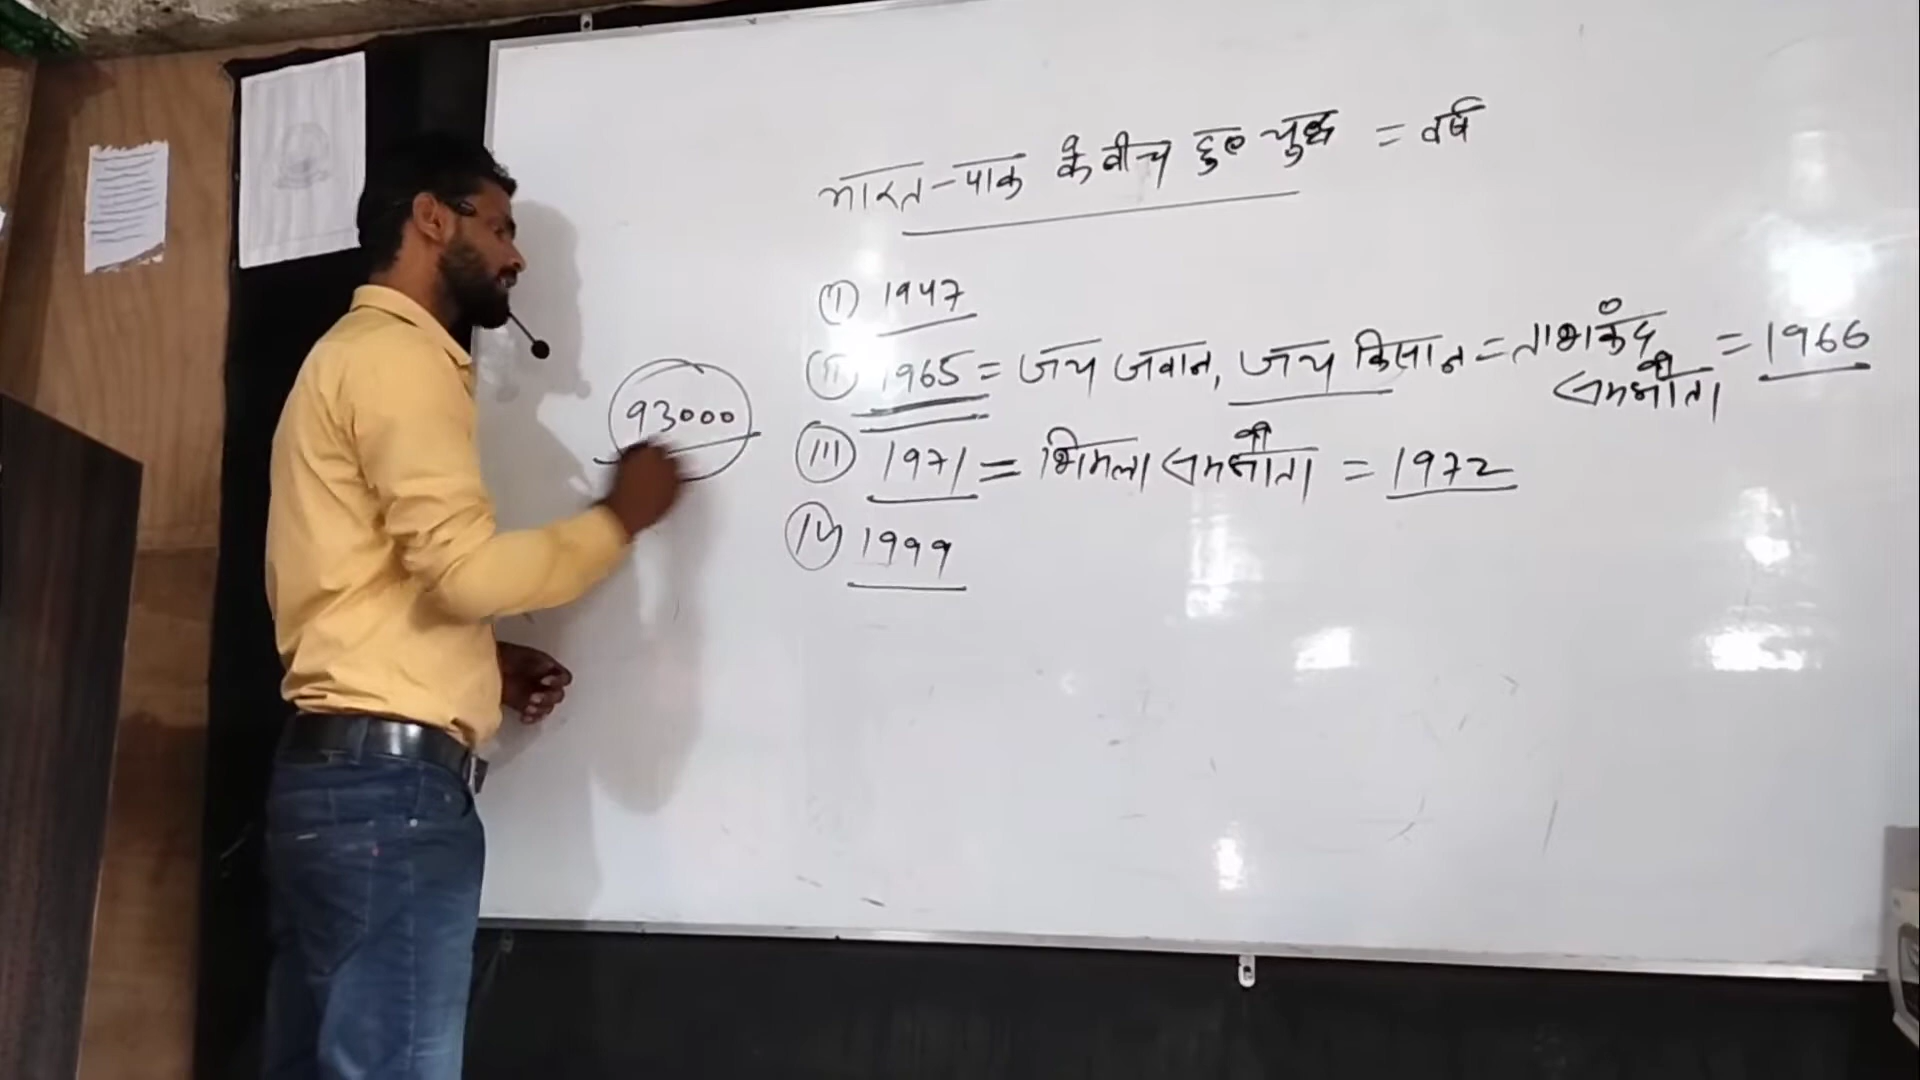 भारत-पाक के बीच हुए युद्ध = वर्ष
(I) 1947
(II) 1965 = जय जवान, जय किसान = ताशकंद समझौता = 1966
93000
(III) 1971 = शिमला समझौता = 1972
(IV) 1999